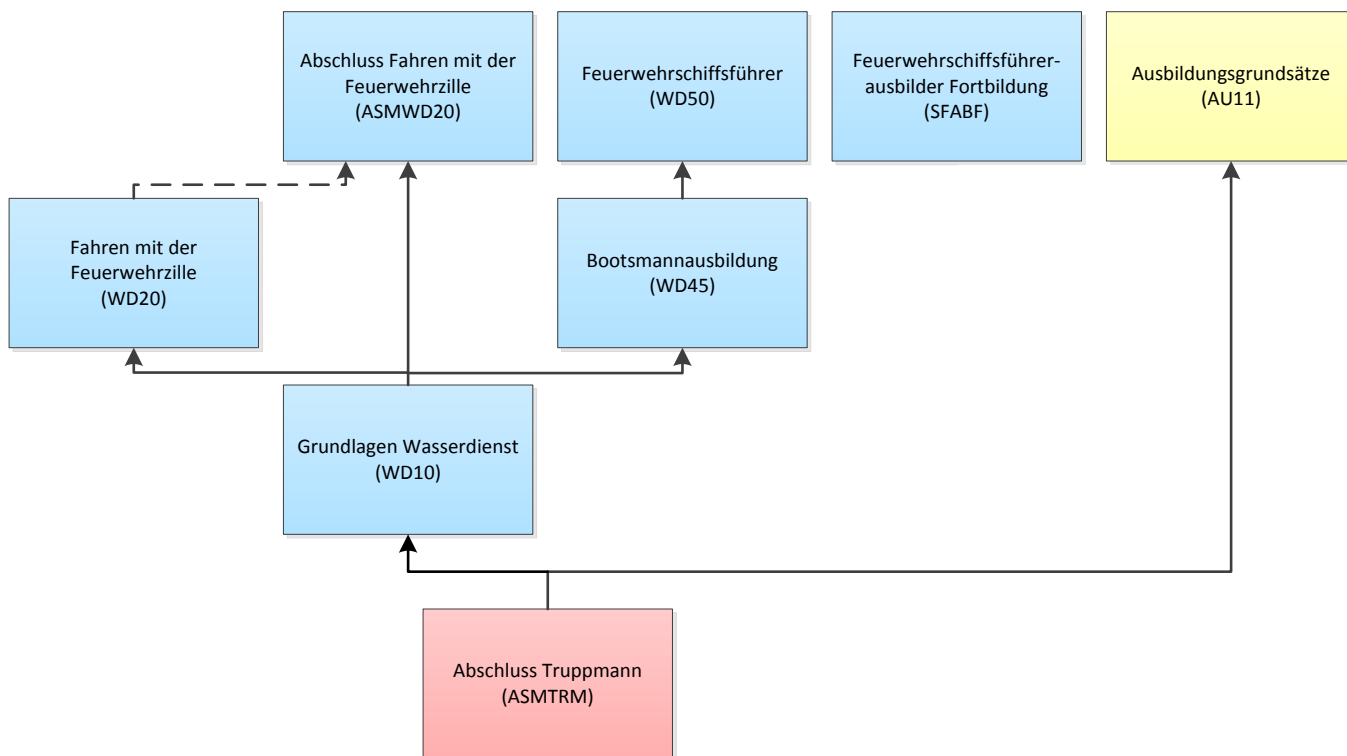 Abschluss Fahren mit der
Feuerwehrzille
(ASMWD20)
Feuerwehrschiffsführer
(WD50)
Feuerwehrschiffsführer-
ausbilder Fortbildung
(SFABF)
Ausbildungsgrundsätze
(AU11)
Fahren mit der
Feuerwehrzille
(WD20)
Bootsmannausbildung
(WD45)
Grundlagen Wasserdienst
(WD10)
Abschluss Truppmann
(ASMTRM)